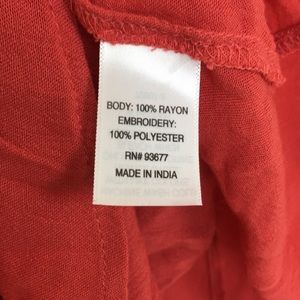 BODY: 100% RAYON
EMBROIDERY:
100% POLYESTER
RN# 93677
MADE IN INDIA